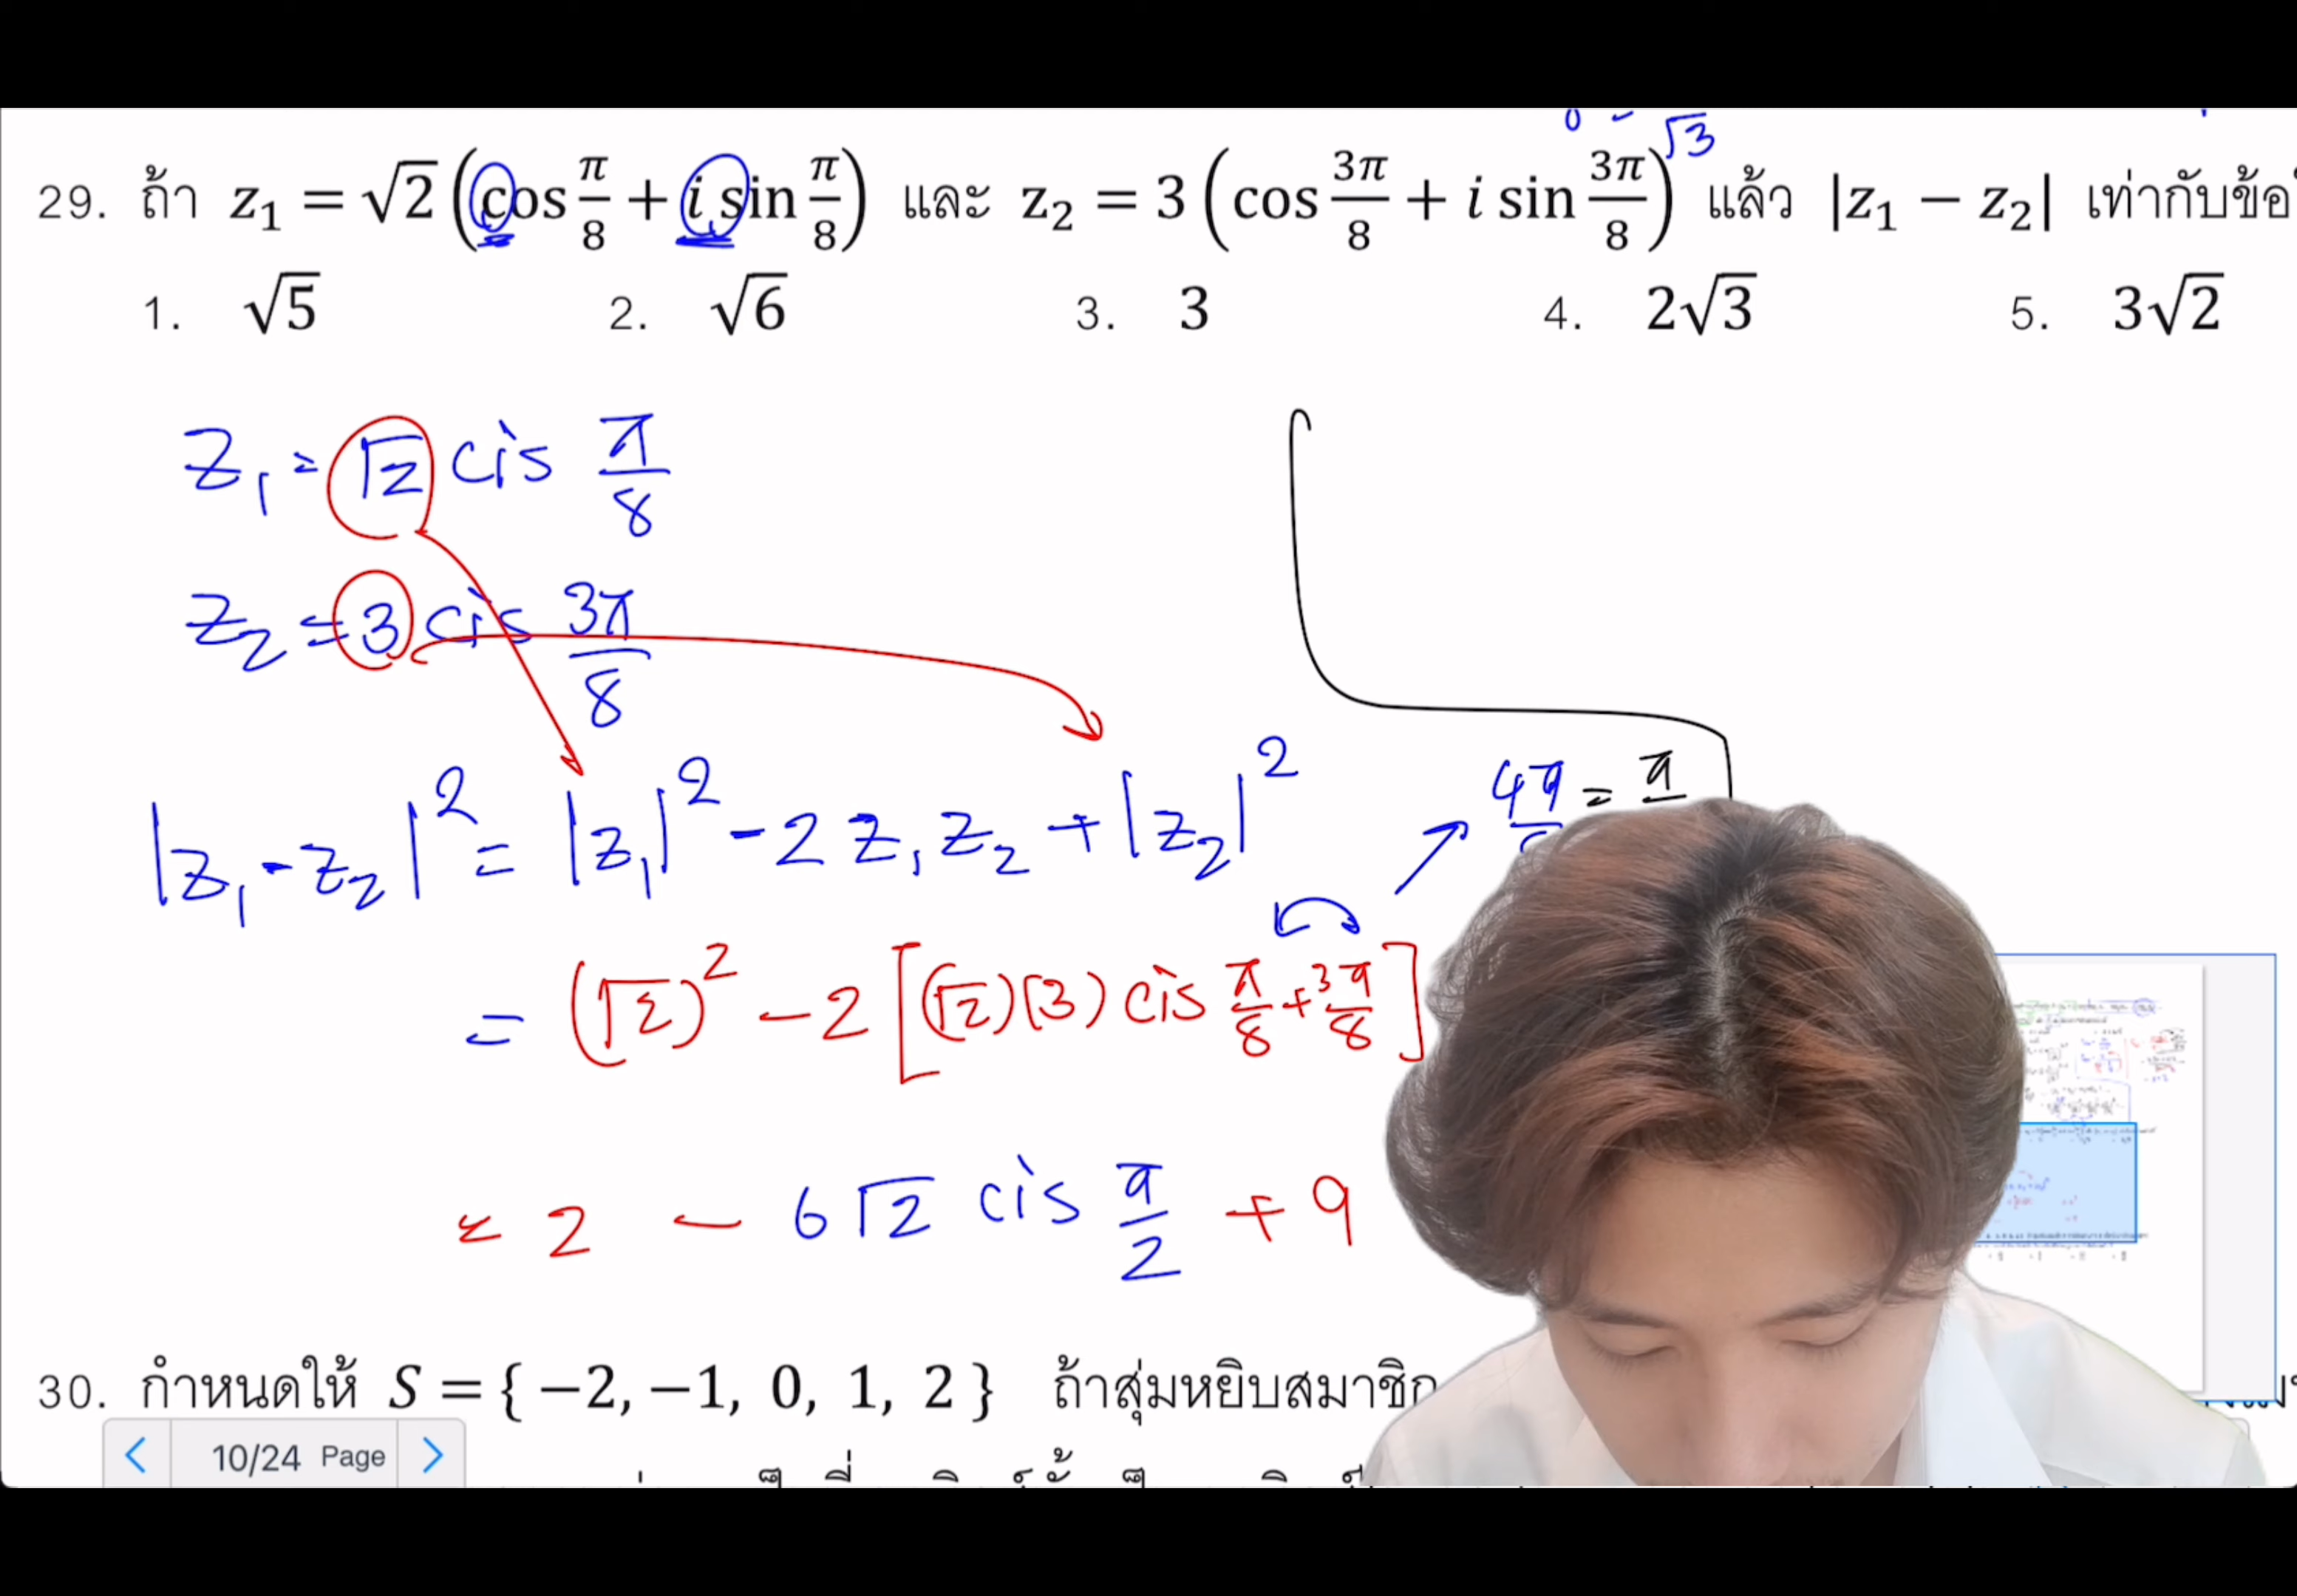 29. ถ้า z₁ = √2 (cos π/8 + i sin π/8) และ z₂ = 3 (cos 3π/8 + i sin 3π/8) แล้ว |z₁ − z₂| เท่ากับข้อ
√3
1. √5 2. √6 3. 3 4. 2√3 5. 3√2
z₁ = √2 cis π/8
z₂ = 3 cis 3π/8
|z₁ - z₂|² = |z₁|² - 2 z₁ z₂ + |z₂|²
4π = π
= (√2)² - 2 [(√2)(3) cis π/8 + 3π/8]
= 2 - 6√2 cis π/2 + 9
30. กำหนดให้ S = { −2, −1, 0, 1, 2 } ถ้าสุ่มหยิบสมาชิก
10/24 Page